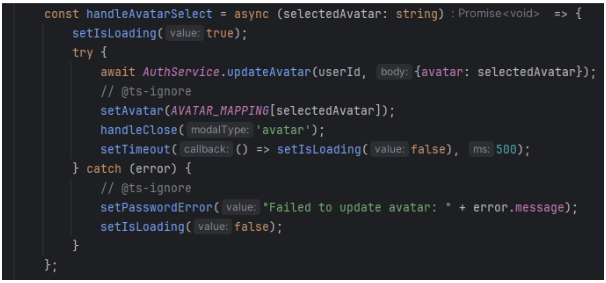 const handleAvatarSelect = async (selectedAvatar: string) : Promise<void> => {
setIsLoading( value: true);
try {
await AuthService.updateAvatar(userId, body: {avatar: selectedAvatar});
// @ts-ignore
setAvatar(AVATAR_MAPPING[selectedAvatar]);
handleClose( modalType: 'avatar');
setTimeout( callback: () => setIsLoading( value: false), ms: 500);
} catch (error) {
// @ts-ignore
setPasswordError( value: "Failed to update avatar: " + error.message);
setIsLoading( value: false);
}
};